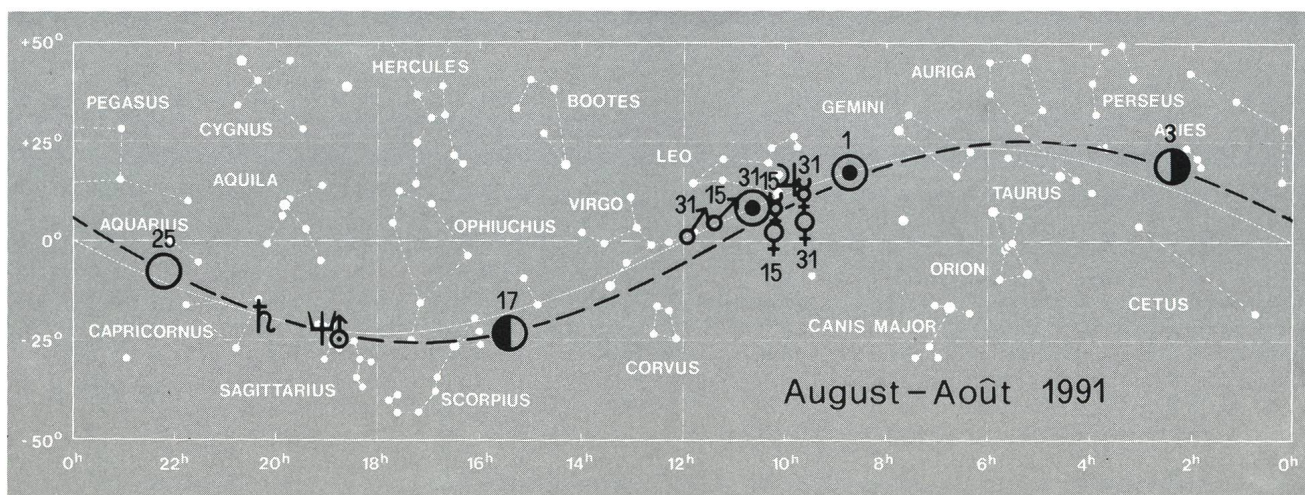 +50°
HERCULES
AURIGA
PEGASUS
BOOTES
GEMINI
PERSEUS
CYGNUS
1
3
ARIES
+25°
LEO
31
15
31
AQUILA
TAURUS
31
15
VIRGO
AQUARIUS
25
OPHIUCHUS
0°
15
31
ORION
17
CETUS
CAPRICORNUS
CANIS MAJOR
-25°
CORVUS
SAGITTARIUS
SCORPIUS
August – Août 1991
-50°
0h 22h 20h 18h 16h 14h 12h 10h 8h 6h 4h 2h 0h